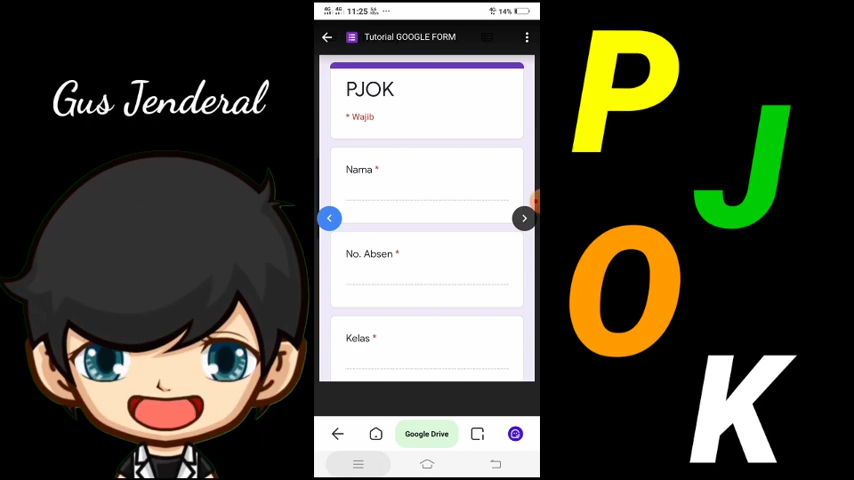 11:25
14%
Tutorial GOOGLE FORM
PJOK
* Wajib
Nama *
No. Absen *
Kelas *
Google Drive
Gus Jenderal
P
J
O
K